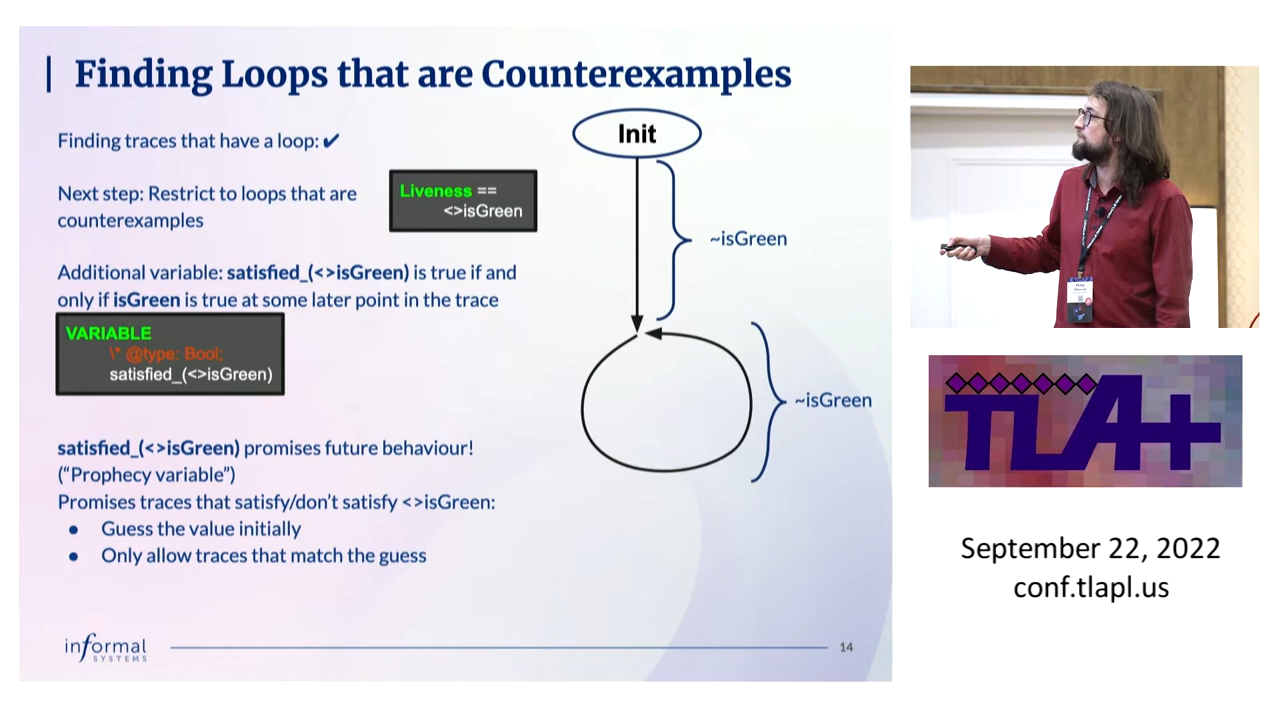 Finding Loops that are Counterexamples
Finding traces that have a loop: ✔
Next step: Restrict to loops that are
counterexamples
Liveness ==
<>isGreen
Additional variable: satisfied_(<>isGreen) is true if and
only if isGreen is true at some later point in the trace
VARIABLE
\* @type: Bool;
satisfied_(<>isGreen)
satisfied_(<>isGreen) promises future behaviour!
(“Prophecy variable”)
Promises traces that satisfy/don’t satisfy <>isGreen:
● Guess the value initially
● Only allow traces that match the guess
Init
~isGreen
~isGreen
informal
SYSTEMS
14
TLA+
September 22, 2022
conf.tlapl.us